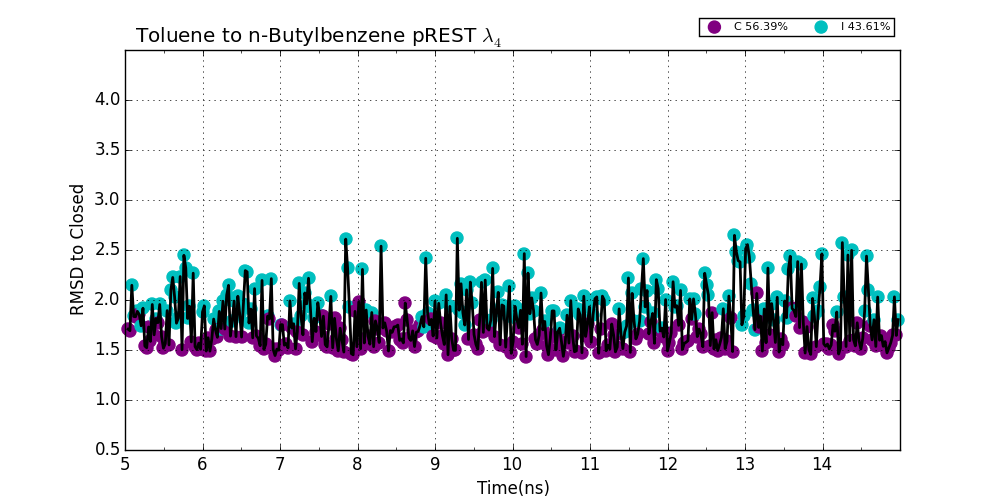 Toluene to n-Butylbenzene pREST λ₄
C 56.39% I 43.61%
4.0
3.5
3.0
2.5
2.0
1.5
1.0
0.5
RMSD to Closed
5 6 7 8 9 10 11 12 13 14
Time(ns)